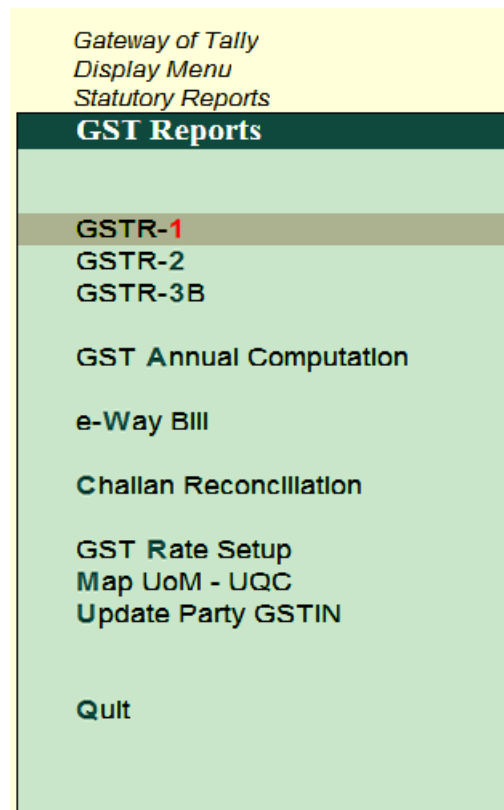 Gateway of Tally
Display Menu
Statutory Reports
GST Reports
GSTR-1
GSTR-2
GSTR-3B
GST Annual Computation
e-Way Bill
Challan Reconciliation
GST Rate Setup
Map UoM - UQC
Update Party GSTIN
Quit